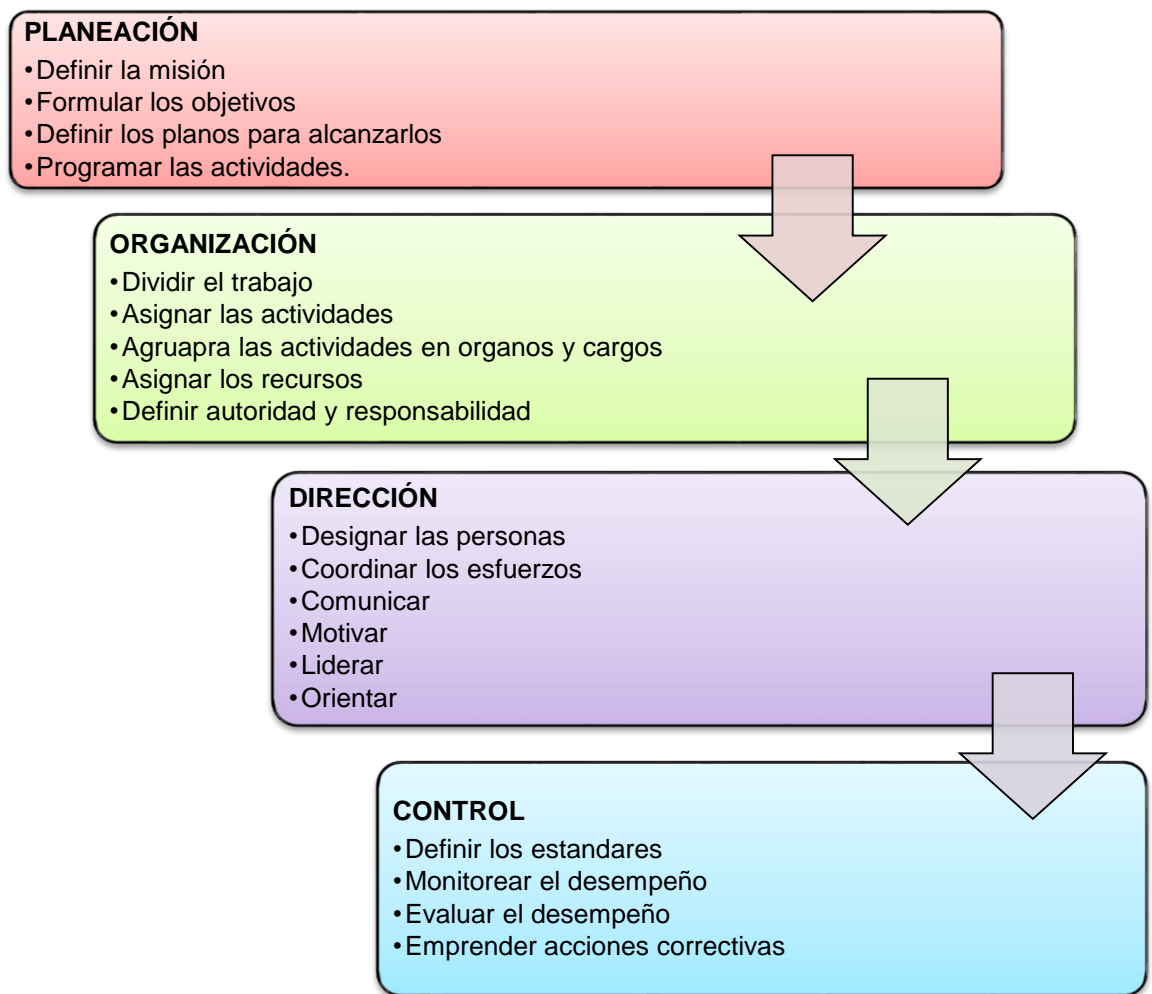 PLANEACIÓN
•Definir la misión
•Formular los objetivos
•Definir los planos para alcanzarlos
•Programar las actividades.
ORGANIZACIÓN
•Dividir el trabajo
•Asignar las actividades
•Agruapra las actividades en organos y cargos
•Asignar los recursos
•Definir autoridad y responsabilidad
DIRECCIÓN
•Designar las personas
•Coordinar los esfuerzos
•Comunicar
•Motivar
•Liderar
•Orientar
CONTROL
•Definir los estandares
•Monitorear el desempeño
•Evaluar el desempeño
•Emprender acciones correctivas